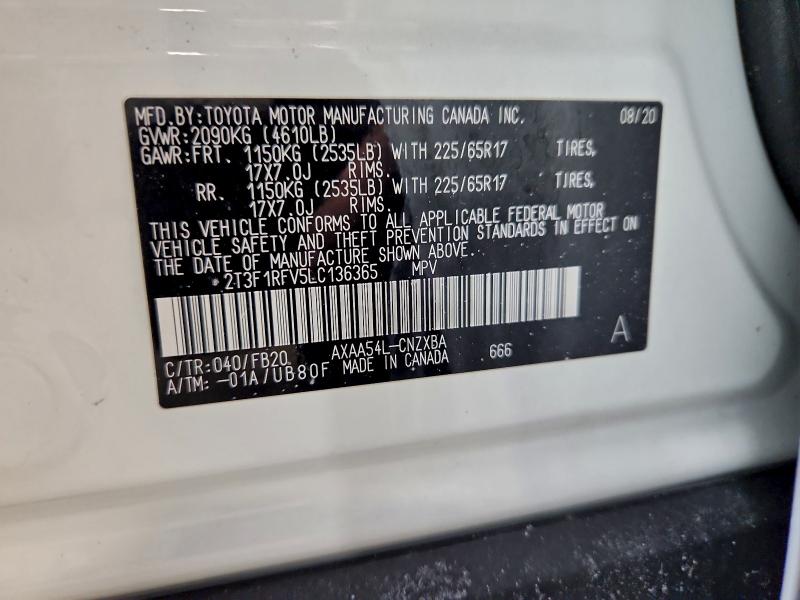 MFD.BY:TOYOTA MOTOR MANUFACTURING CANADA INC. 08/20
GVWR:2090KG (4610LB)
GAWR:FRT. 1150KG (2535LB) WITH 225/65R17 TIRES,
17X7.0J RIMS.
RR. 1150KG (2535LB) WITH 225/65R17 TIRES,
17X7.0J RIMS.
THIS VEHICLE CONFORMS TO ALL APPLICABLE FEDERAL MOTOR
VEHICLE SAFETY AND THEFT PREVENTION STANDARDS IN EFFECT ON
THE DATE OF MANUFACTURE SHOWN ABOVE.
2T3F1RFV5LC136365 MPV
C/TR:040/FB20 AXAA54L-CNZXBA 666 A
A/TM:-01A/UB80F MADE IN CANADA